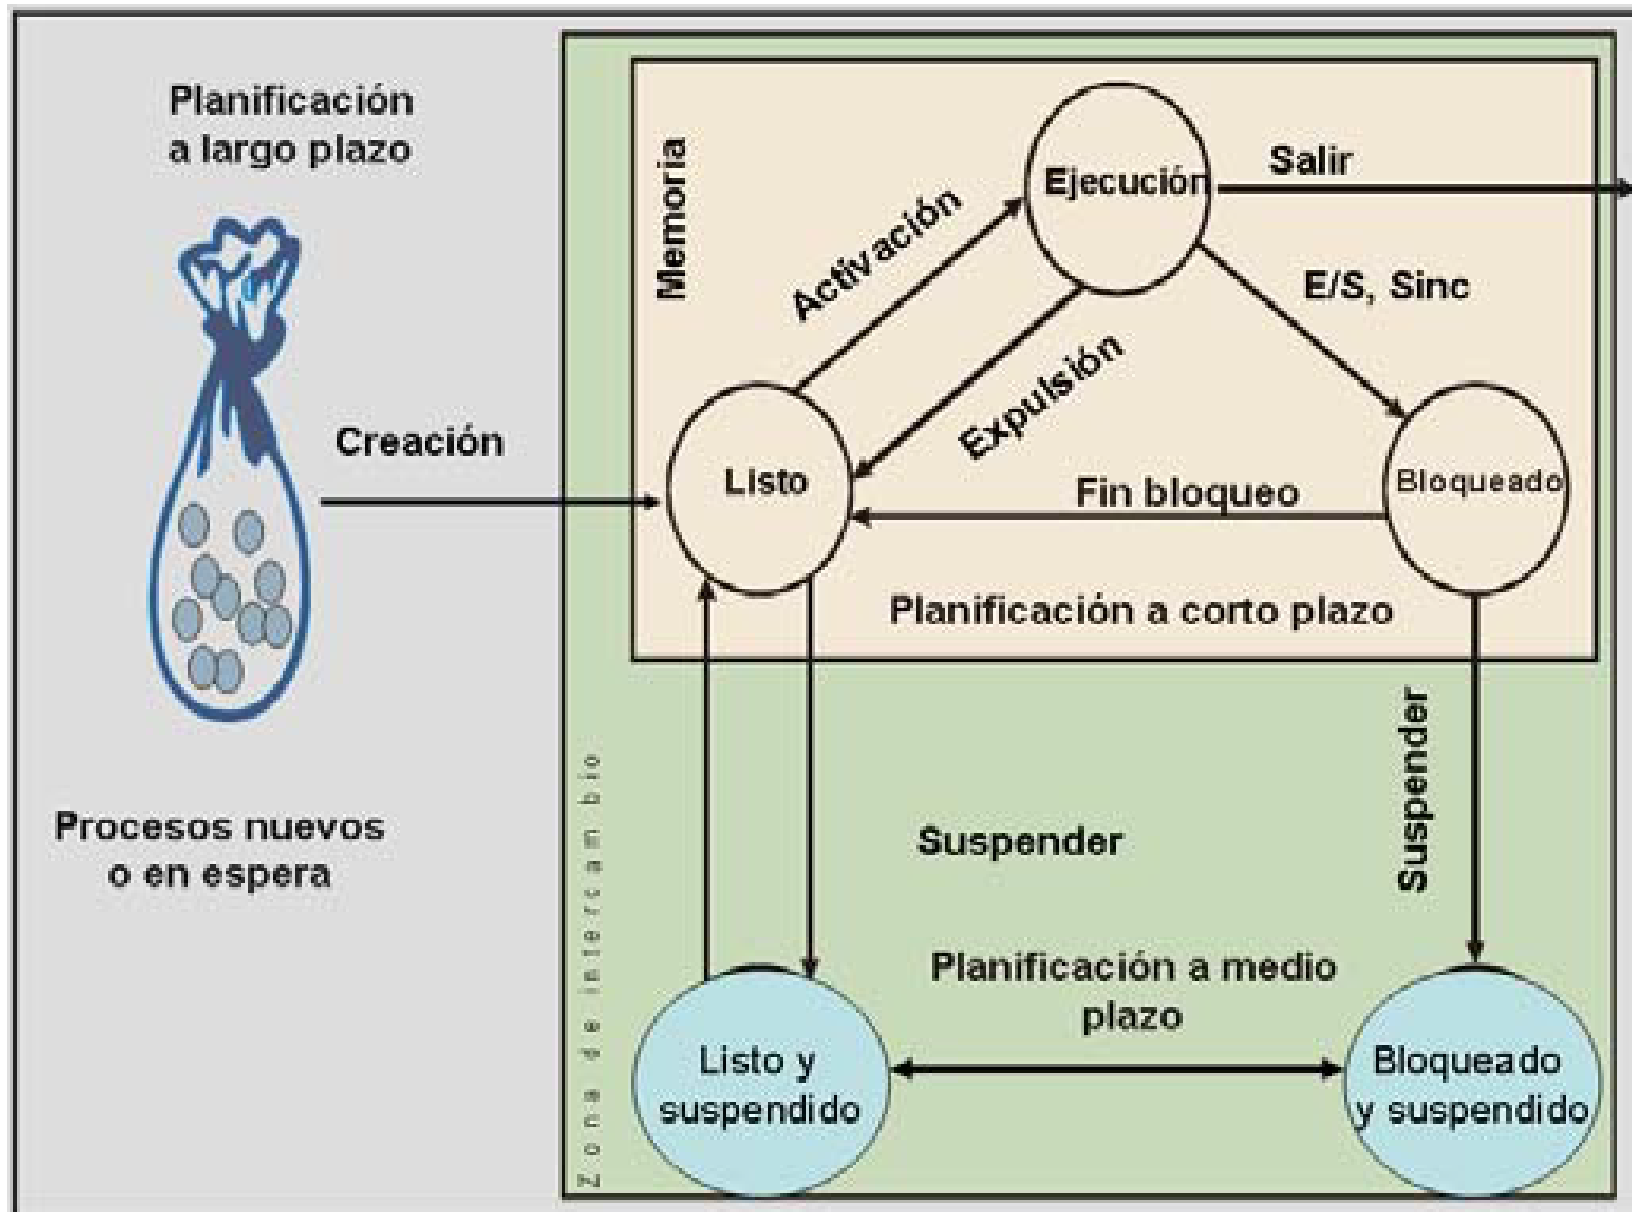 Planificación
a largo plazo
Creación
Procesos nuevos
o en espera
Memoria
Ejecución
Salir
Activación
Expulsión
E/S, Sinc
Listo
Fin bloqueo
Bloqueado
Planificación a corto plazo
Zona de intercambio
Suspender
Suspender
Planificación a medio
plazo
Listo y
suspendido
Bloqueado
y suspendido